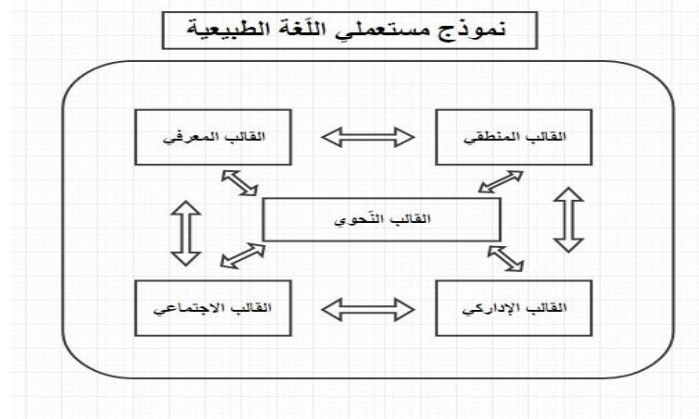 نموذج مستعملي اللّغة الطبيعية
القالب المنطقي
القالب المعرفي
القالب النّحوي
القالب الإداركي
القالب الاجتماعي